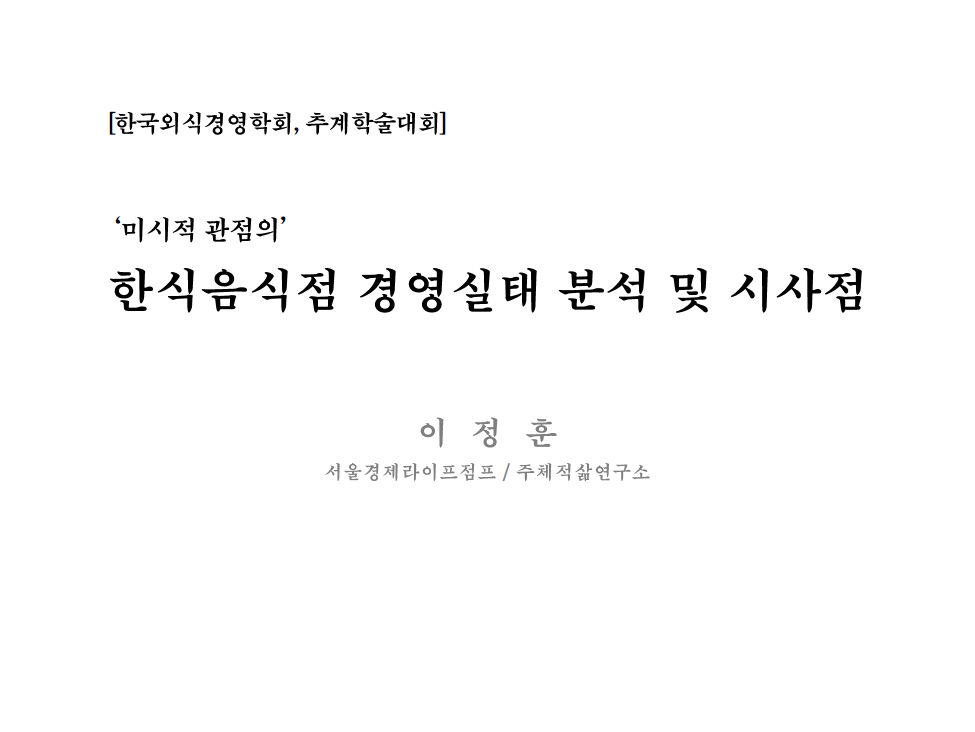 [한국외식경영학회, 추계학술대회]
‘미시적 관점의’
한식음식점 경영실태 분석 및 시사점
이 정 훈
서울경제라이프점프 / 주체적삶연구소